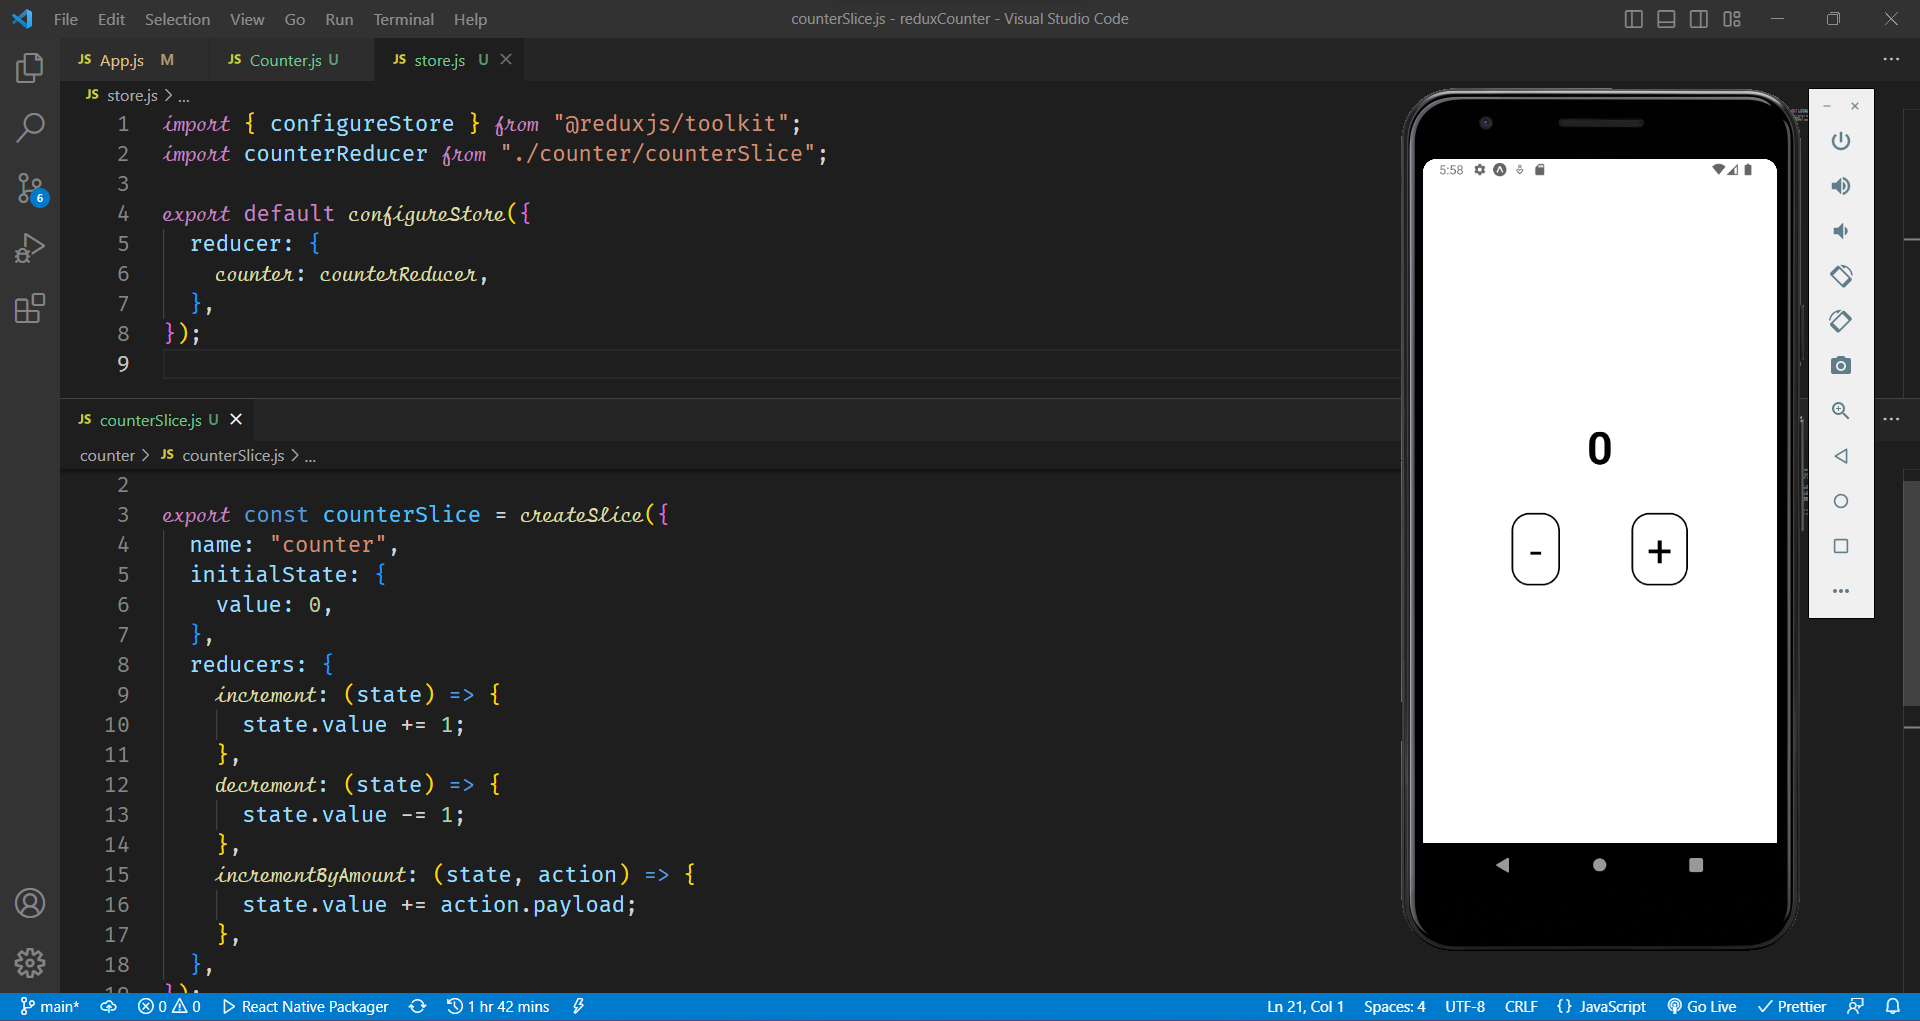 File Edit Selection View Go Run Terminal Help
counterSlice.js - reduxCounter - Visual Studio Code
JS App.js M
JS Counter.js U
JS store.js U
JS store.js > ...
1 import { configureStore } from "@reduxjs/toolkit";
2 import counterReducer from "./counter/counterSlice";
3
4 export default configureStore({
5 reducer: {
6 counter: counterReducer,
7 },
8 });
9
JS counterSlice.js U
counter > JS counterSlice.js > ...
2
3 export const counterSlice = createSlice({
4 name: "counter",
5 initialState: {
6 value: 0,
7 },
8 reducers: {
9 increment: (state) => {
10 state.value += 1;
11 },
12 decrement: (state) => {
13 state.value -= 1;
14 },
15 incrementByAmount: (state, action) => {
16 state.value += action.payload;
17 },
18 },
19 });
5:58
0
- +
6
main* 0 0 React Native Packager 1 hr 42 mins
Ln 21, Col 1 Spaces: 4 UTF-8 CRLF {} JavaScript Go Live Prettier